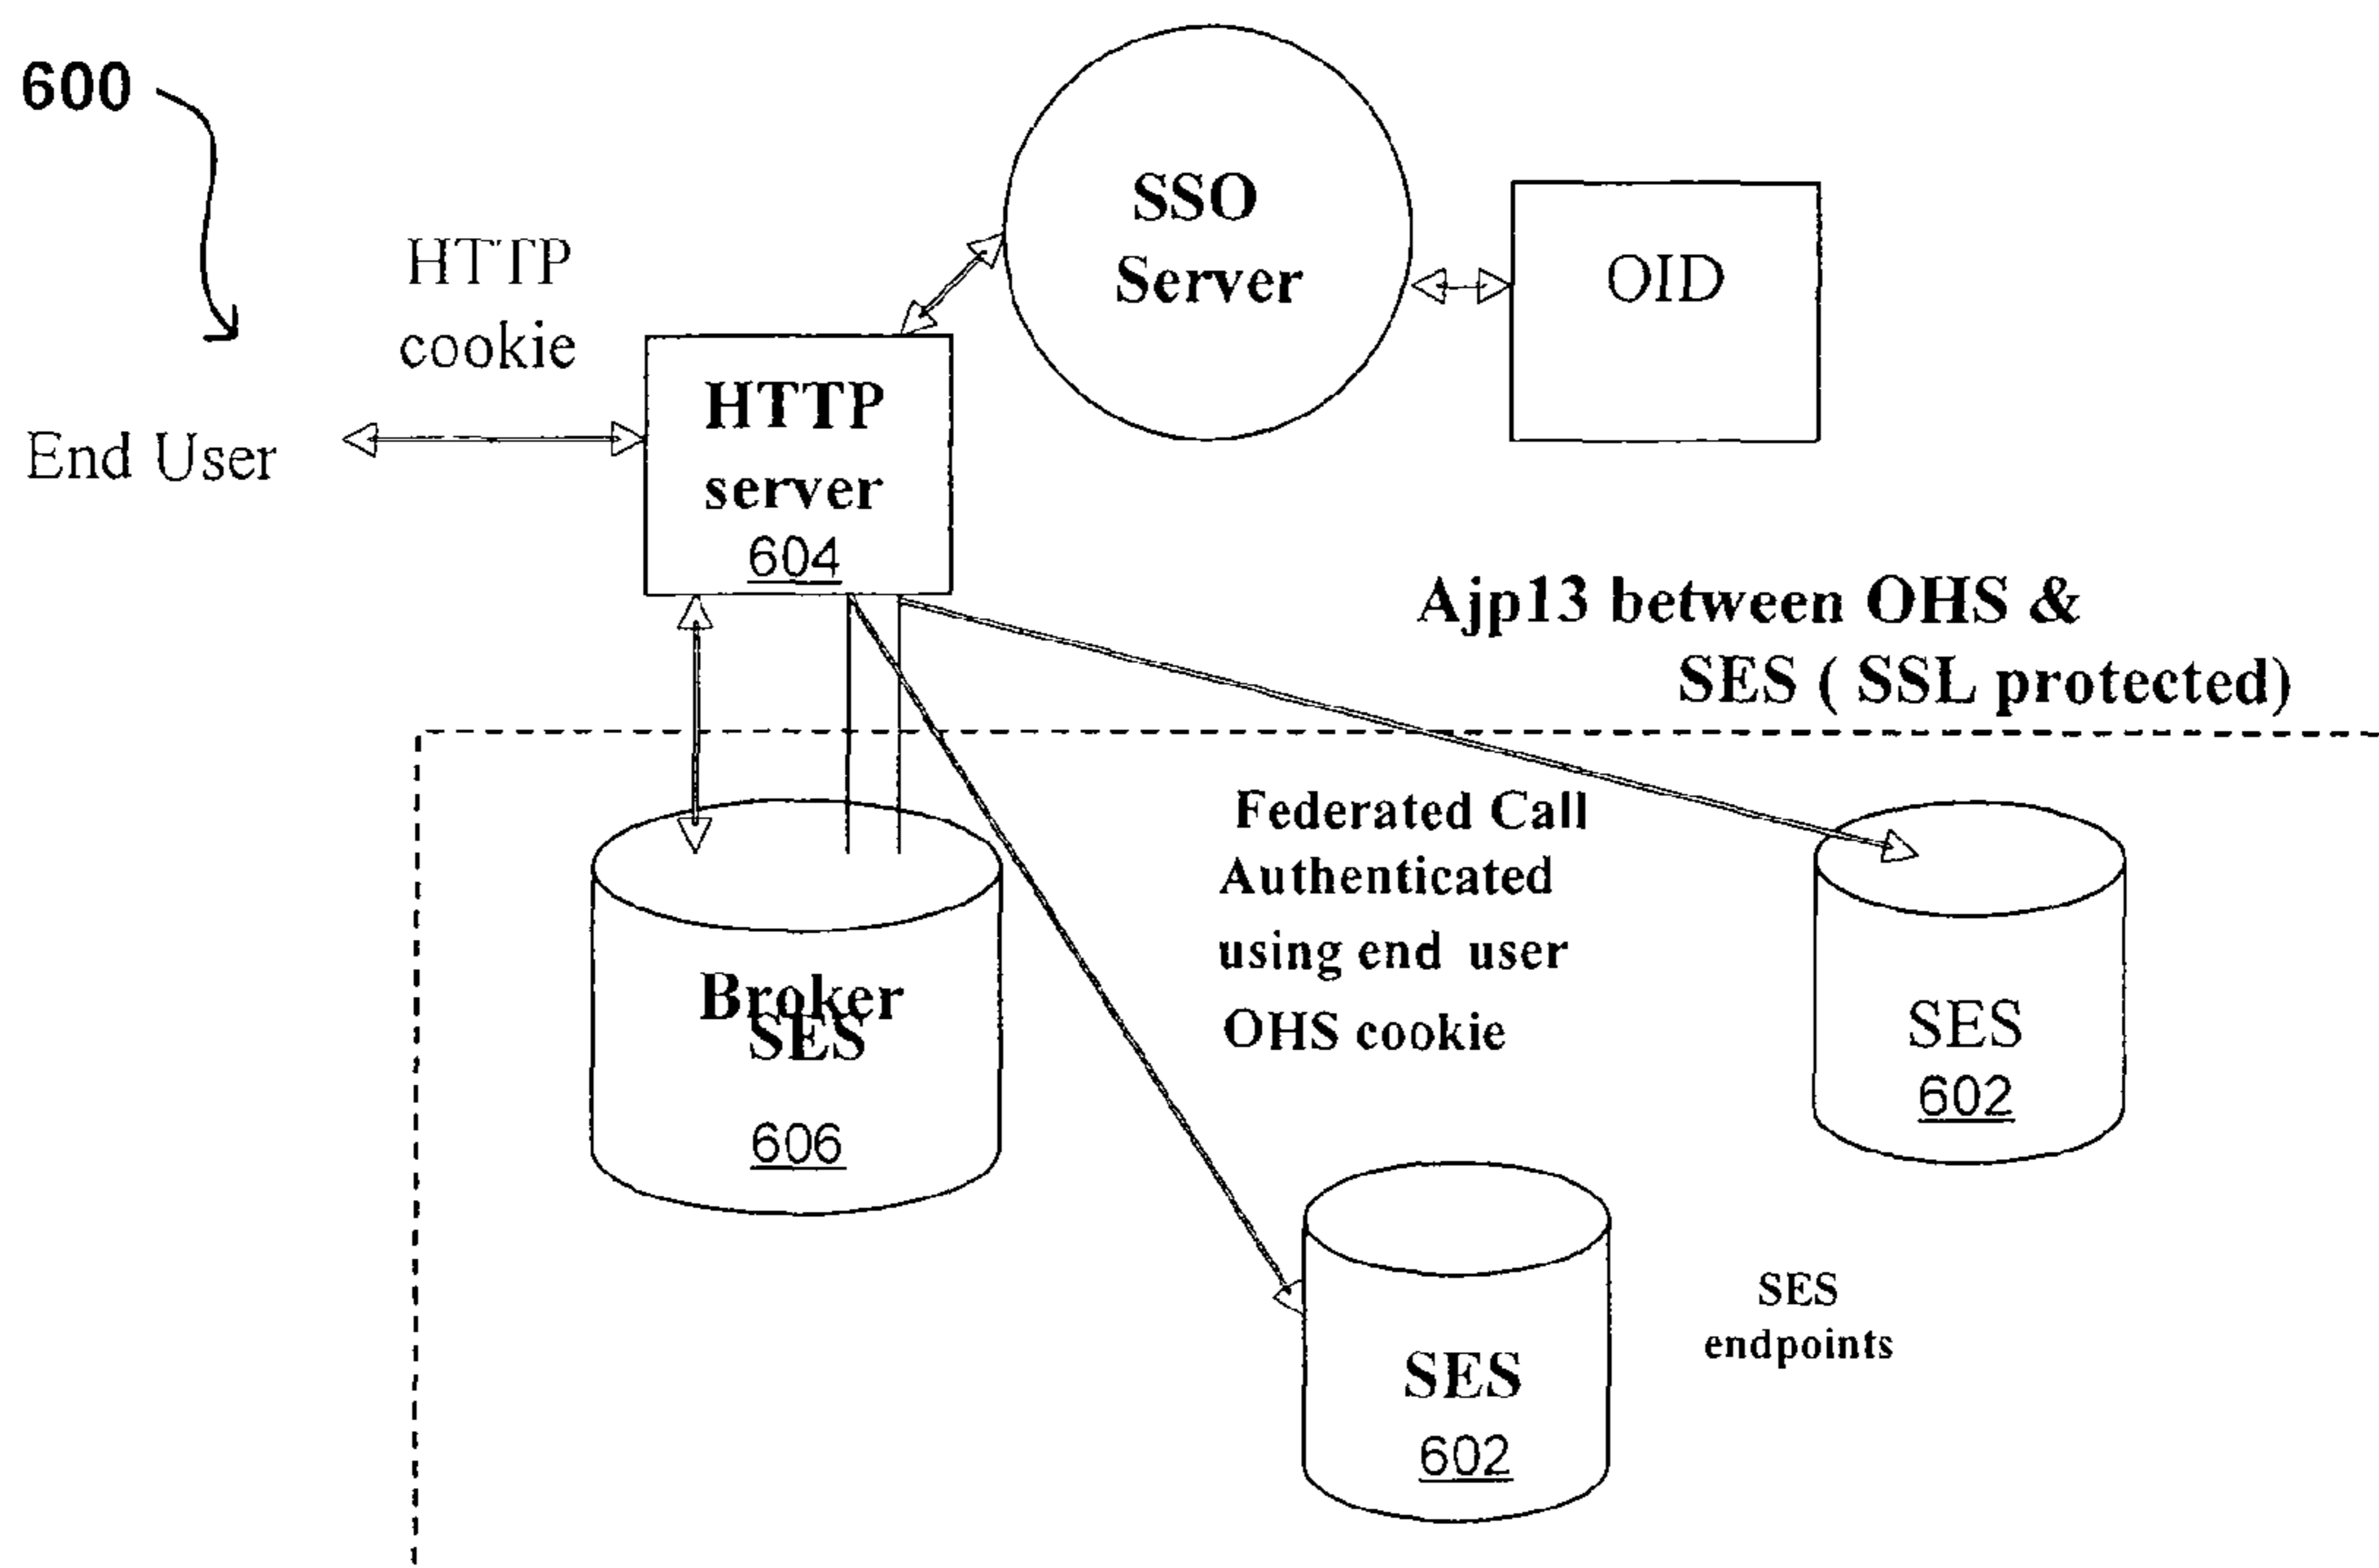 600
HTTP
cookie
End User
SSO
Server
OID
HTTP
server
604
Ajp13 between OHS &
SES ( SSL protected)
Federated Call
Authenticated
using end user
OHS cookie
Broker
SES
606
SES
602
SES
602
SES
endpoints